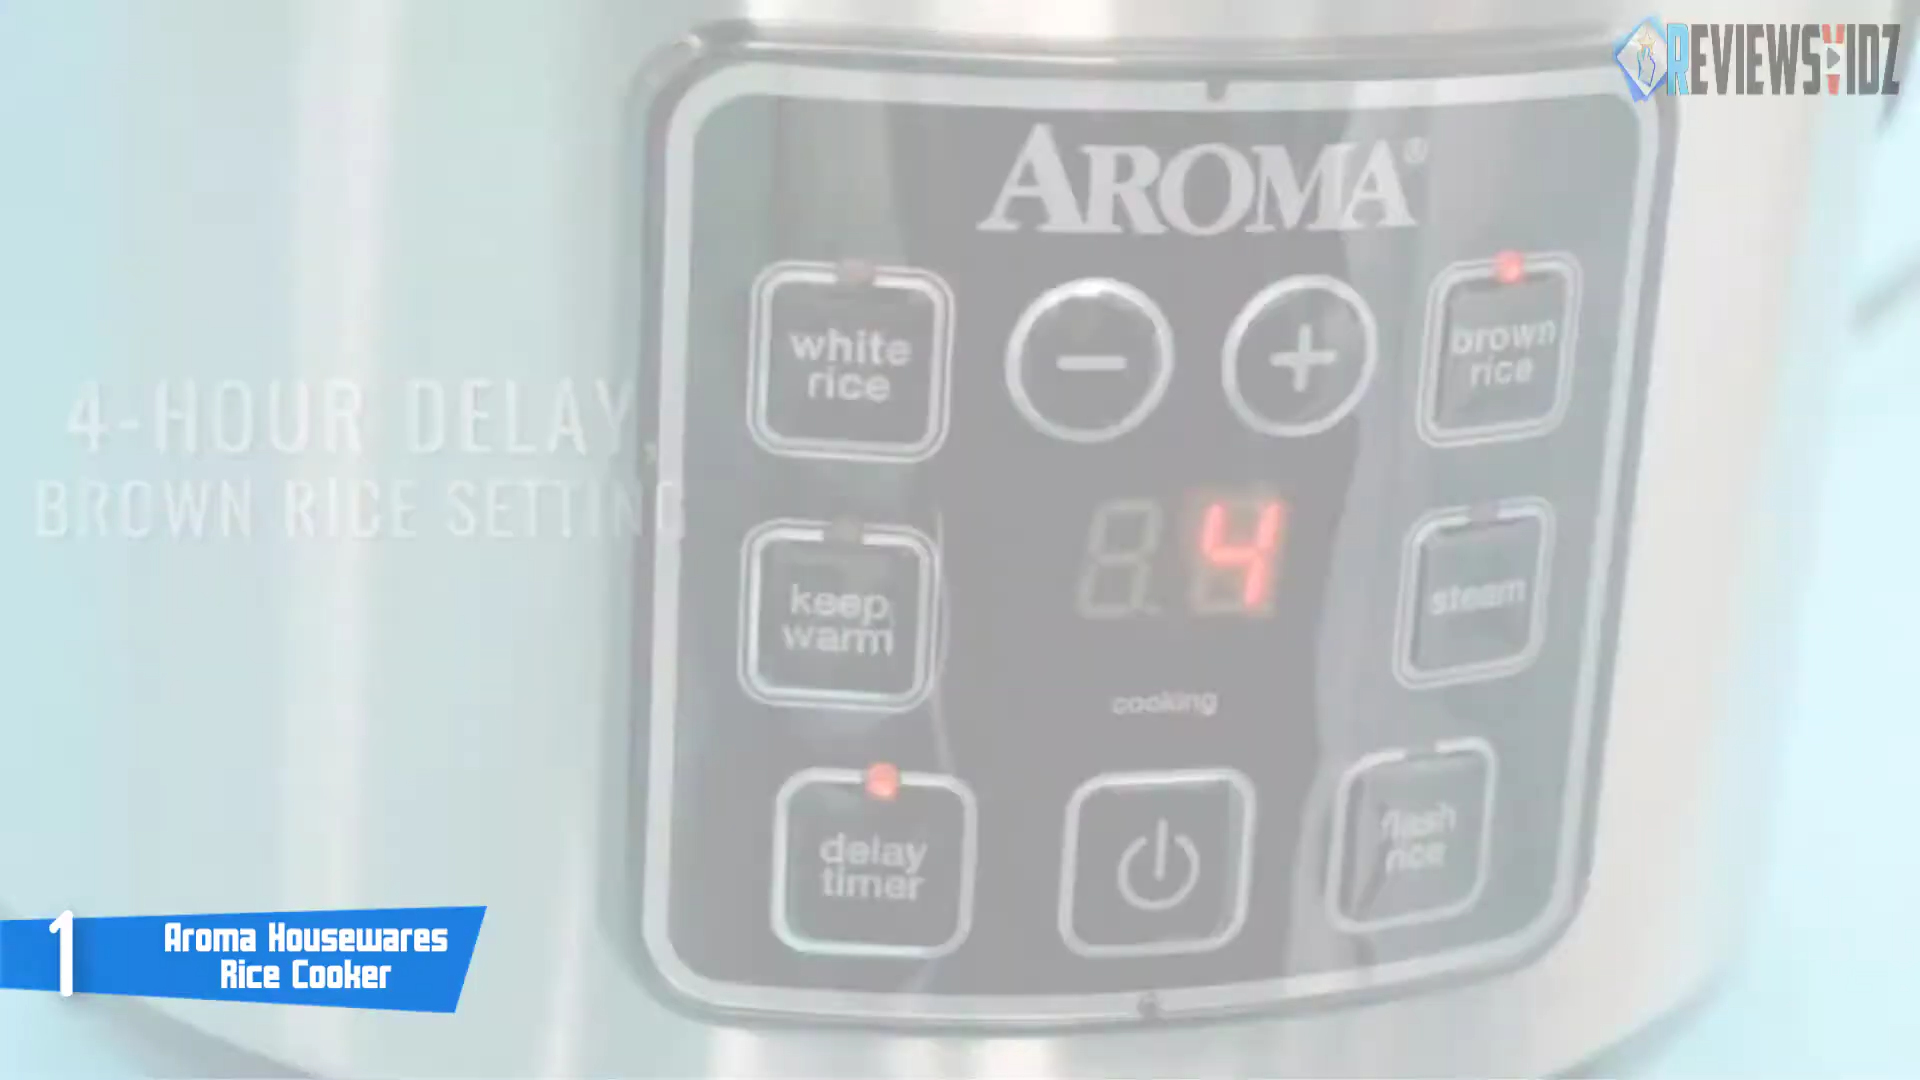 REVIEWSVIDZ
AROMA®
white
rice
brown
rice
4-HOUR DELAY,
BROWN RICE SETTING
4
keep
warm
steam
cooking
delay
timer
flash
rice
1
Aroma Housewares
Rice Cooker